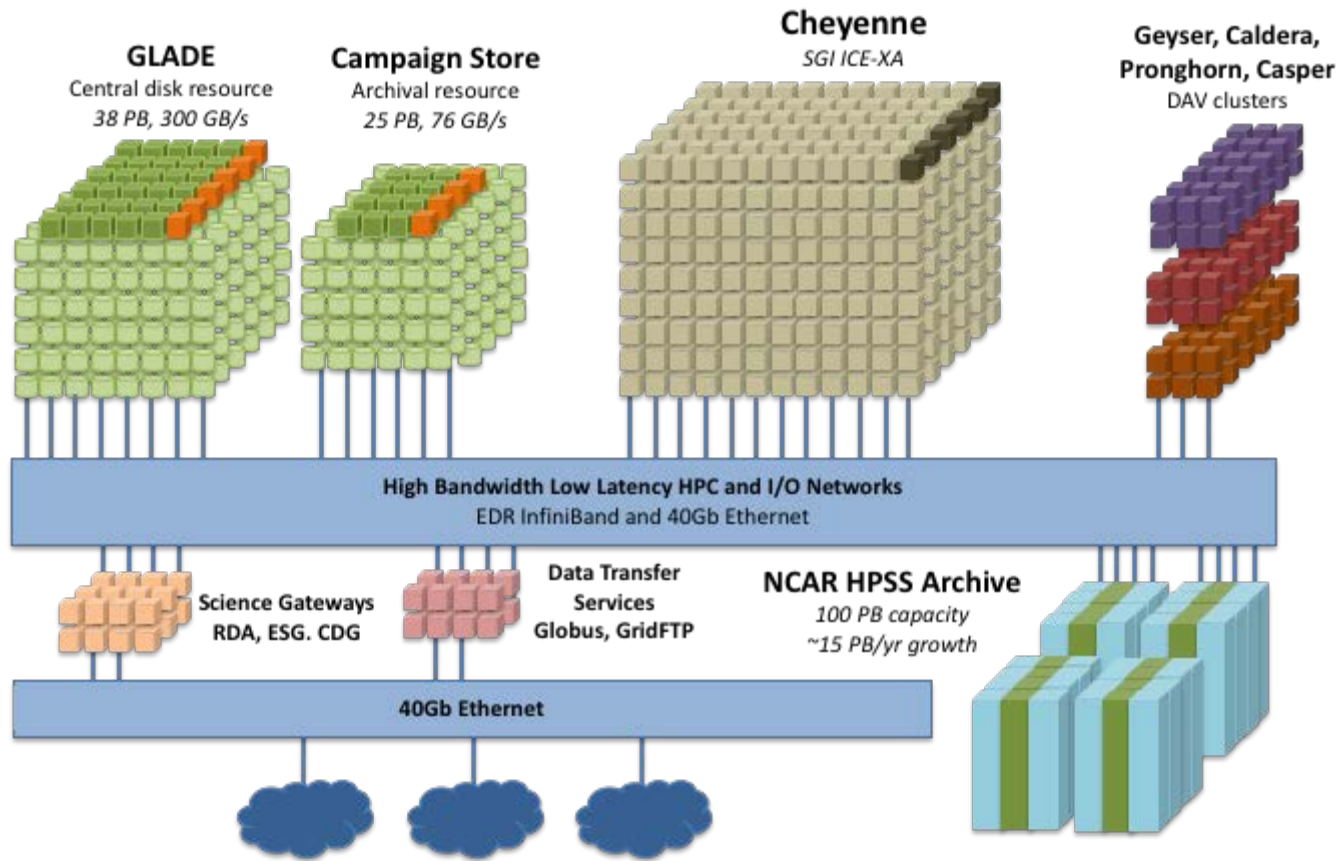 GLADE
Central disk resource
38 PB, 300 GB/s
Campaign Store
Archival resource
25 PB, 76 GB/s
Cheyenne
SGI ICE-XA
Geyser, Caldera,
Pronghorn, Casper
DAV clusters
High Bandwidth Low Latency HPC and I/O Networks
EDR InfiniBand and 40Gb Ethernet
Science Gateways
RDA, ESG. CDG
Data Transfer
Services
Globus, GridFTP
NCAR HPSS Archive
100 PB capacity
~15 PB/yr growth
40Gb Ethernet